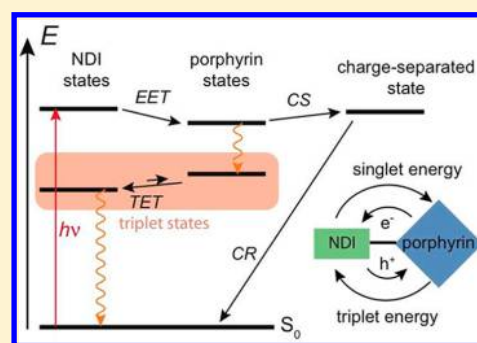 E
NDI
states
porphyrin
states
charge-separated
state
EET
CS
hν
TET
triplet states
CR
S₀
singlet energy
NDI
e⁻
porphyrin
h⁺
triplet energy